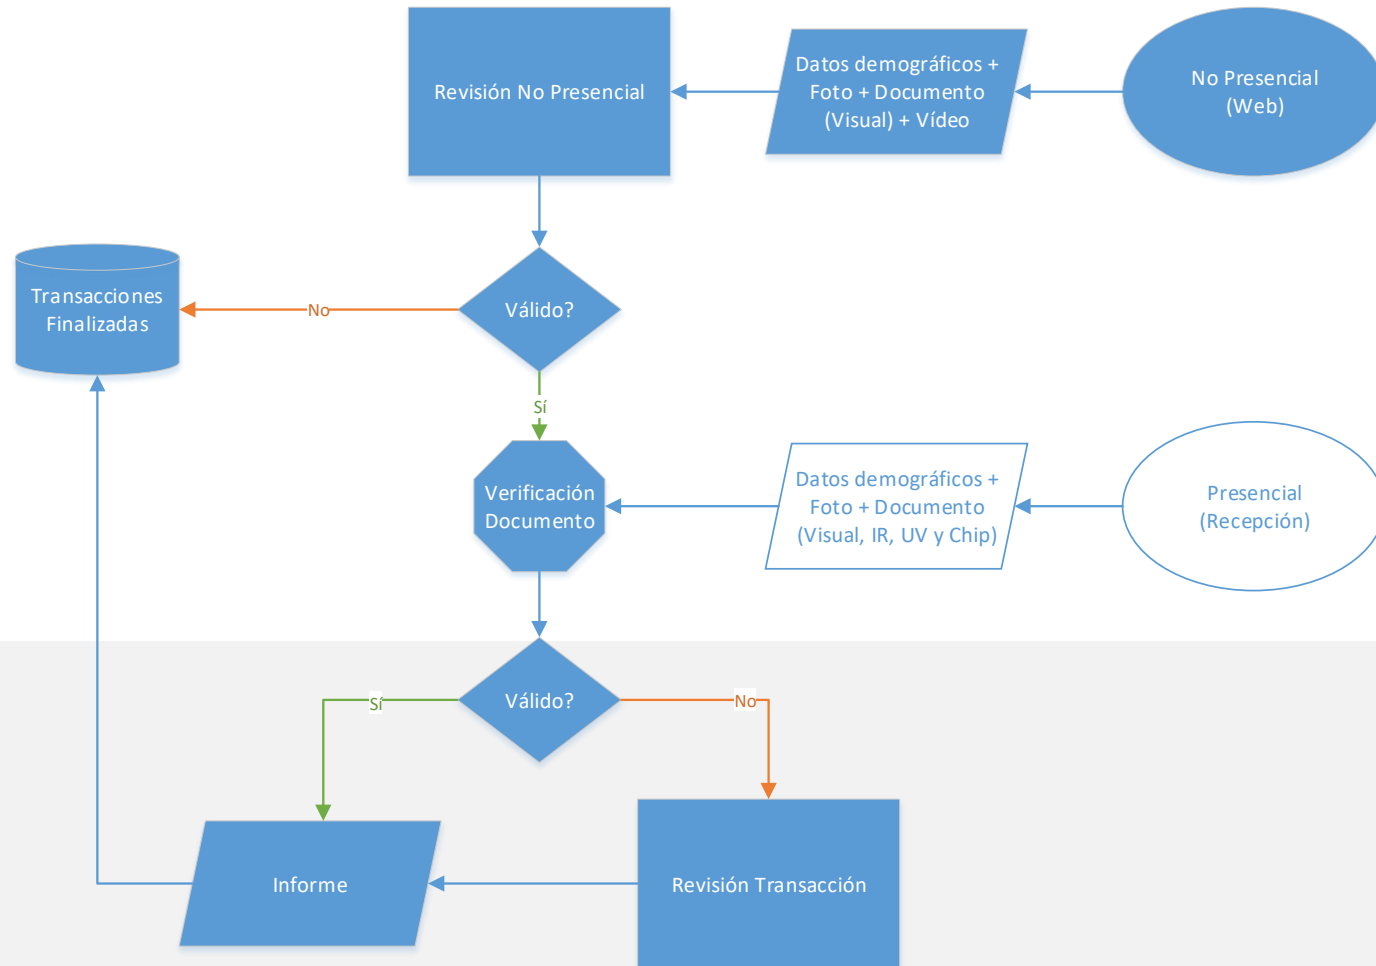 Revisión No Presencial
Datos demográficos +
Foto + Documento
(Visual) + Vídeo
No Presencial
(Web)
Transacciones
Finalizadas
No
Válido?
Sí
Verificación
Documento
Datos demográficos +
Foto + Documento
(Visual, IR, UV y Chip)
Presencial
(Recepción)
Sí
Válido?
No
Informe
Revisión Transacción